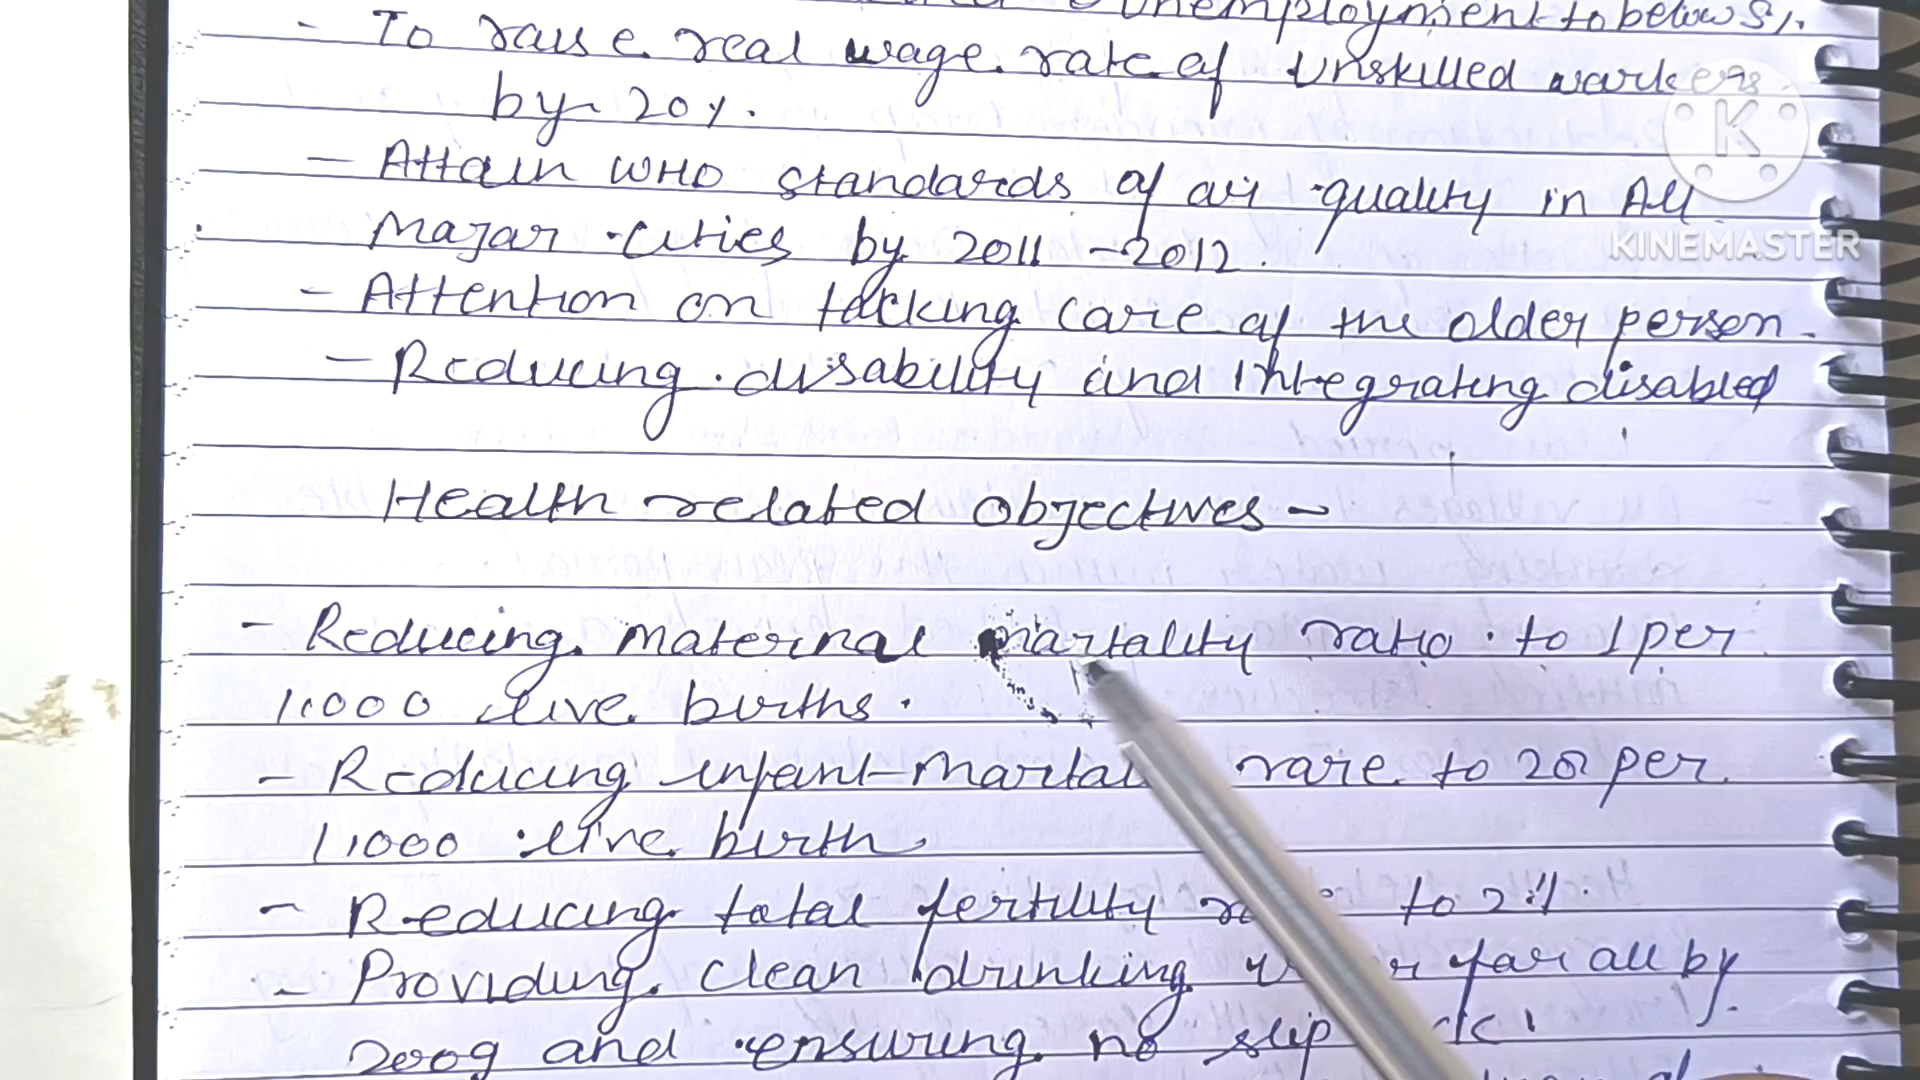 unemployment to below 5%.
- To raise real wage rate of unskilled workers
by 20%.
- Attain WHO standards of air quality in All
Major cities by 2011-2012.
- Attention on tacking care of the older person.
- Reducing disability and integrating disabled
Health related objectives -
- Reducing maternal mortality ratio to 1 per
1,000 live births.
- Reducing infant mortal rate to 28 per
1,000 live birth.
- Reducing total fertility to 2%.
- Providing clean drinking for all by
2009 and ensuring no slip
K
KINEMASTER